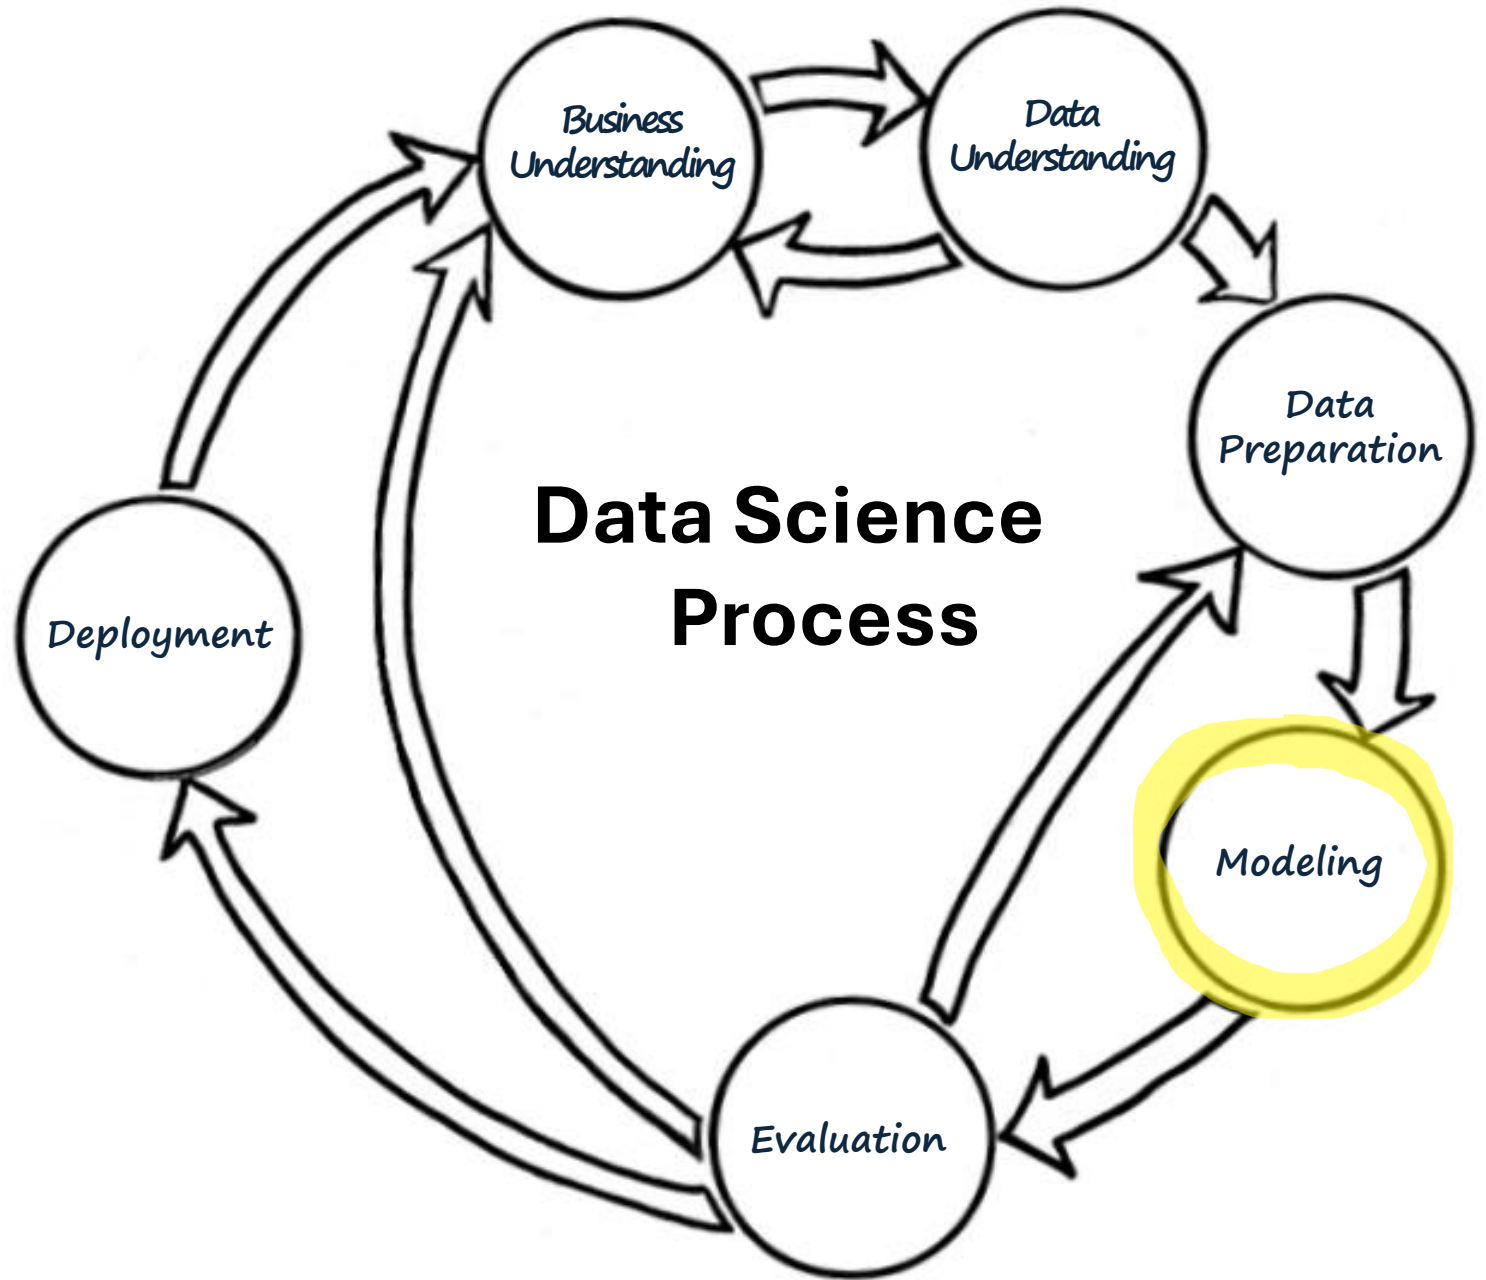 Business
Understanding
Data
Understanding
Data
Preparation
Data Science
Process
Deployment
Modeling
Evaluation